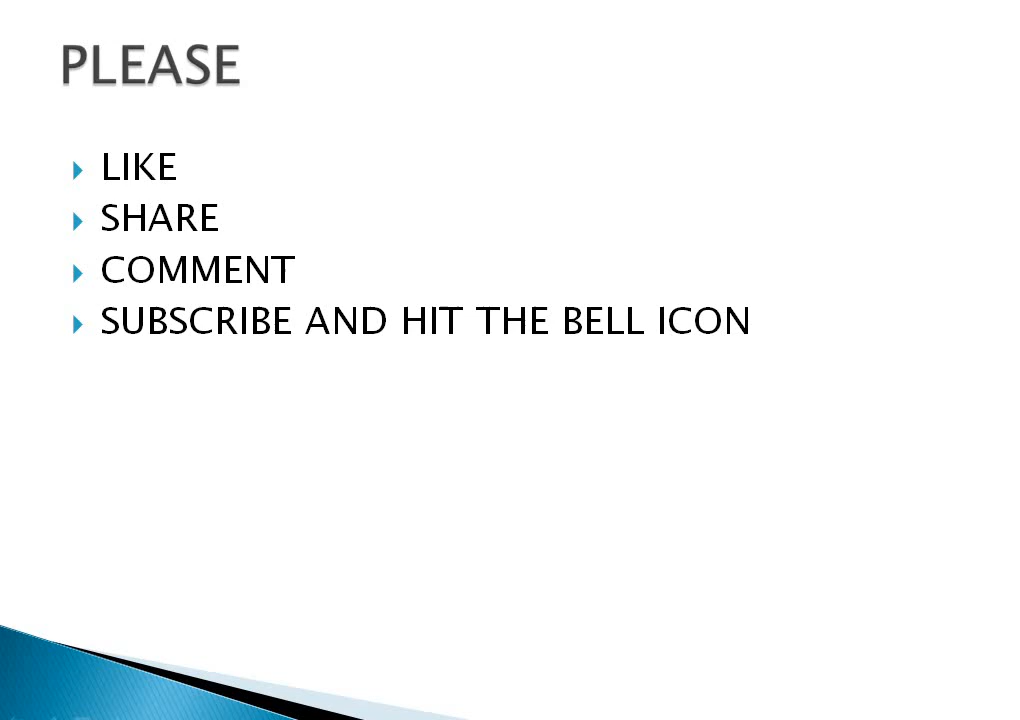 PLEASE
LIKE
SHARE
COMMENT
SUBSCRIBE AND HIT THE BELL ICON